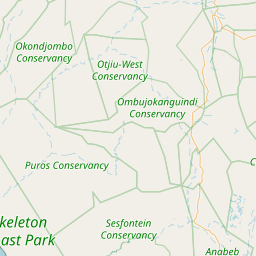 Okondjombo
Conservancy
Otjiu-West
Conservancy
Ombujokanguindi
Conservancy
Puros Conservancy
keleton
ast Park
Sesfontein
Conservancy
Anabeb
C